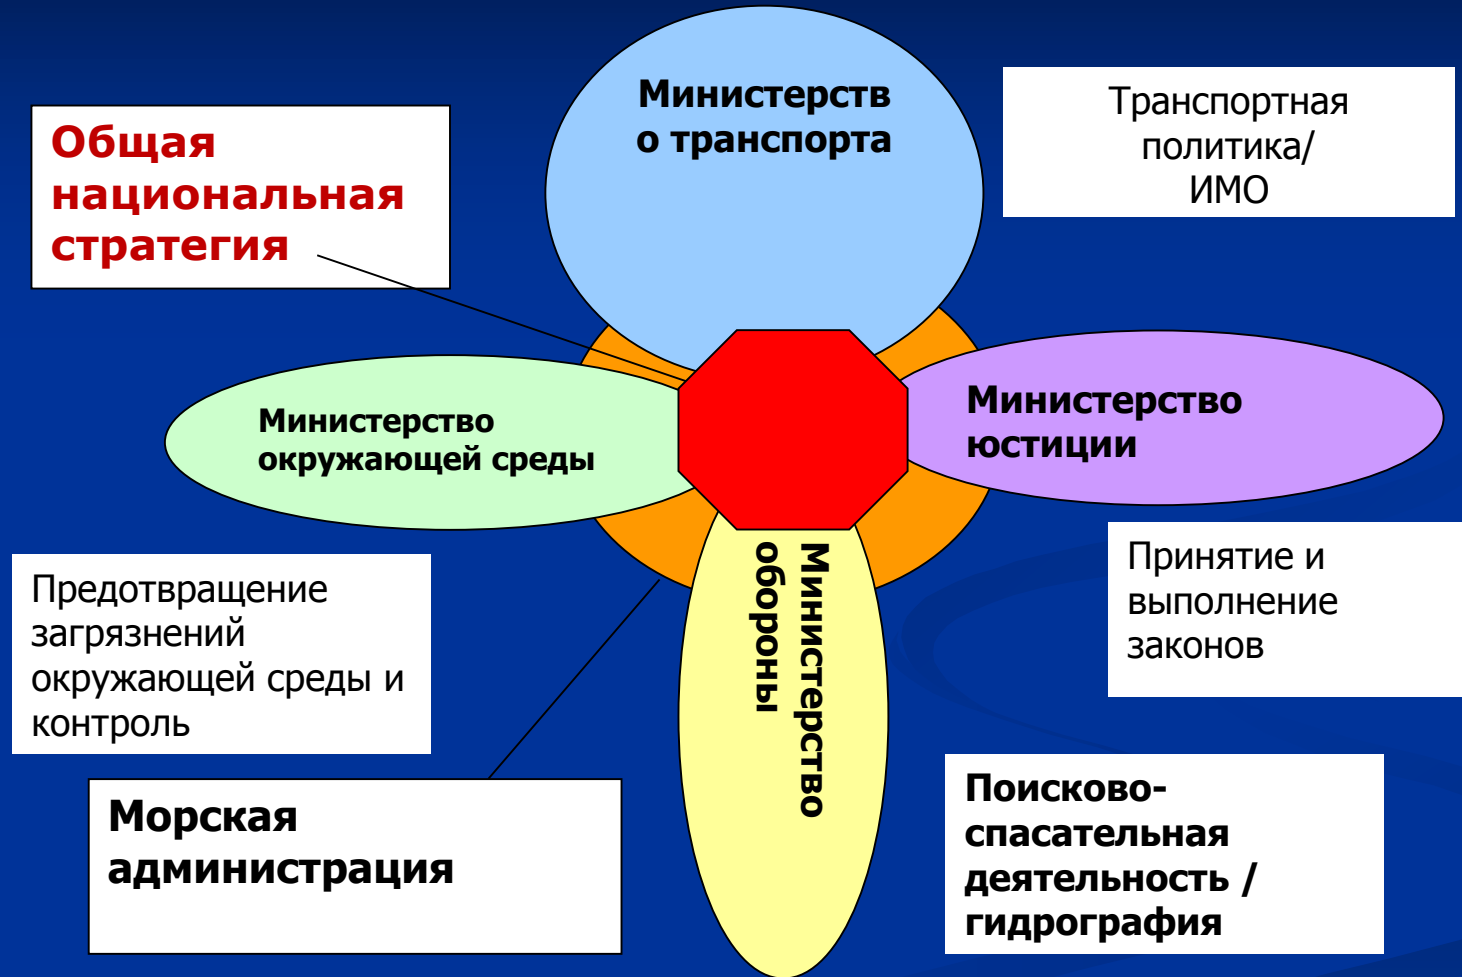 Министерств
о транспорта
Транспортная
политика/
ИМО
Общая
национальная
стратегия
Министерство
окружающей среды
Министерство
юстиции
Министерство
обороны
Предотвращение
загрязнений
окружающей среды и
контроль
Принятие и
выполнение
законов
Морская
администрация
Поисково-
спасательная
деятельность /
гидрография